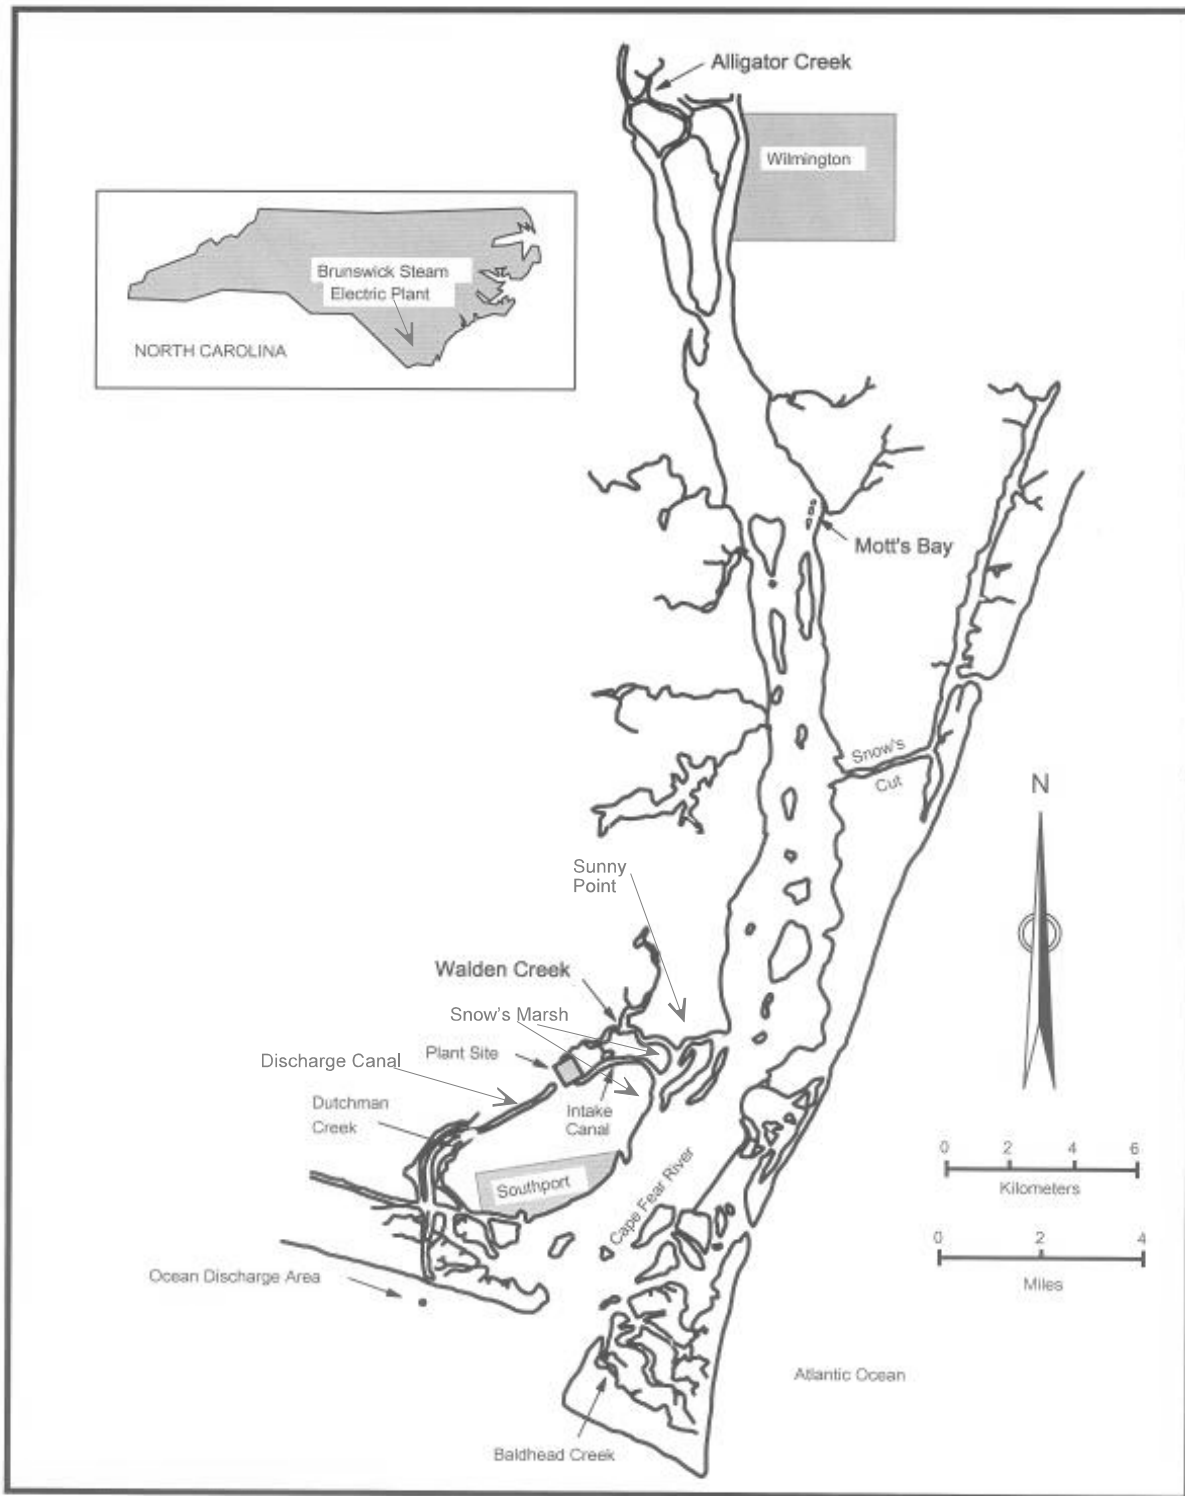 Alligator Creek
Wilmington
Brunswick Steam
Electric Plant
NORTH CAROLINA
Mott's Bay
Snow's
Cut
N
Sunny
Point
Walden Creek
Snow's Marsh
Plant Site
Discharge Canal
Intake
Canal
Dutchman
Creek
Southport
Cape Fear River
0 2 4 6
Kilometers
0 2 4
Miles
Ocean Discharge Area
Atlantic Ocean
Baldhead Creek